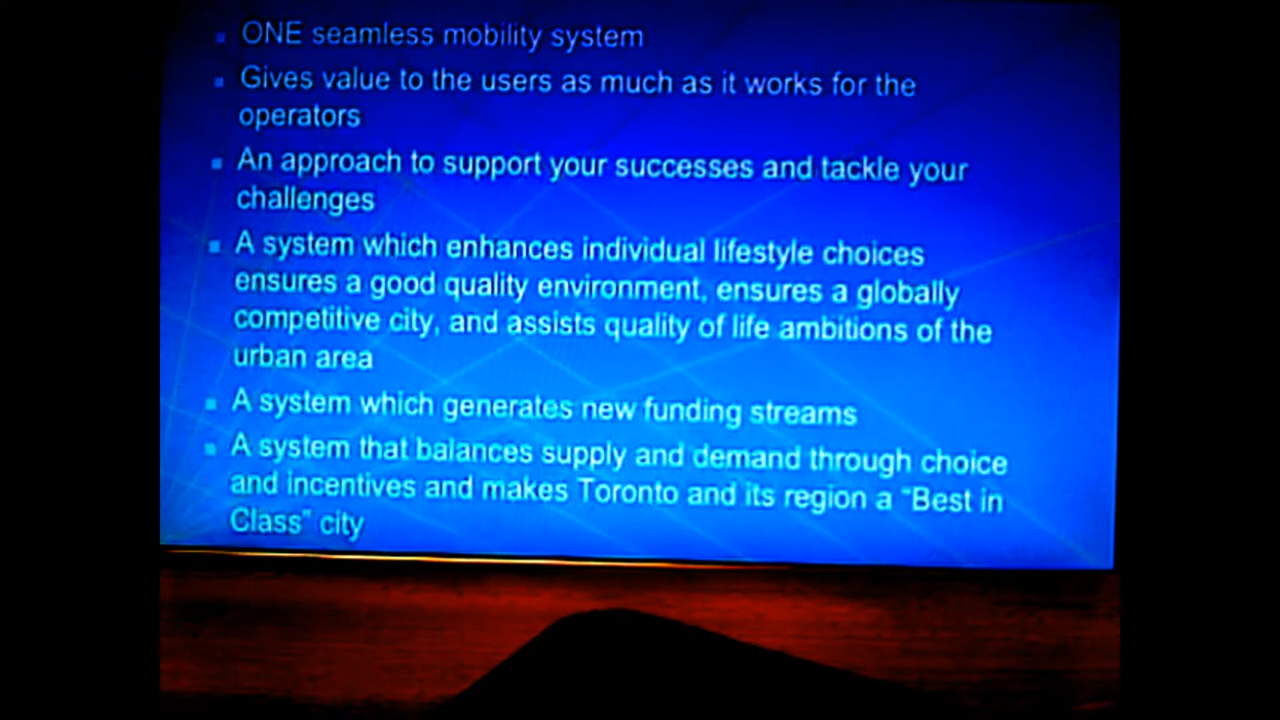 ONE seamless mobility system
Gives value to the users as much as it works for the
operators
An approach to support your successes and tackle your
challenges
A system which enhances individual lifestyle choices
ensures a good quality environment, ensures a globally
competitive city, and assists quality of life ambitions of the
urban area
A system which generates new funding streams
A system that balances supply and demand through choice
and incentives and makes Toronto and its region a "Best in
Class" city